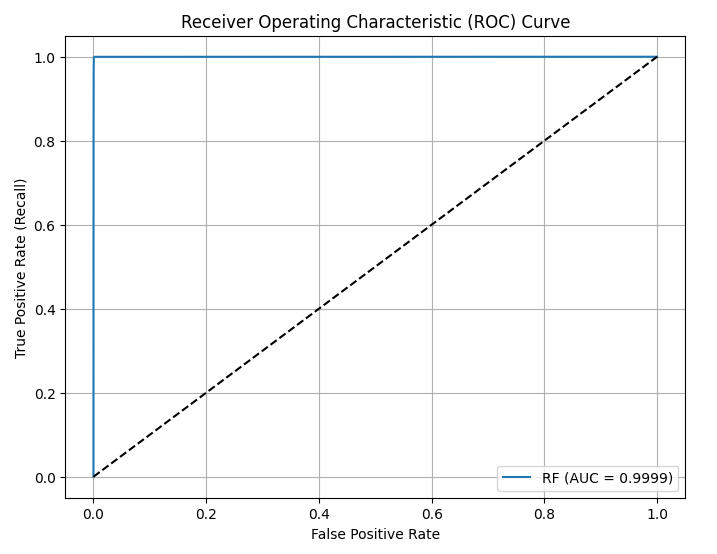 Receiver Operating Characteristic (ROC) Curve
True Positive Rate (Recall)
1.0
0.8
0.6
0.4
0.2
0.0
RF (AUC = 0.9999)
0.0 0.2 0.4 0.6 0.8 1.0
False Positive Rate